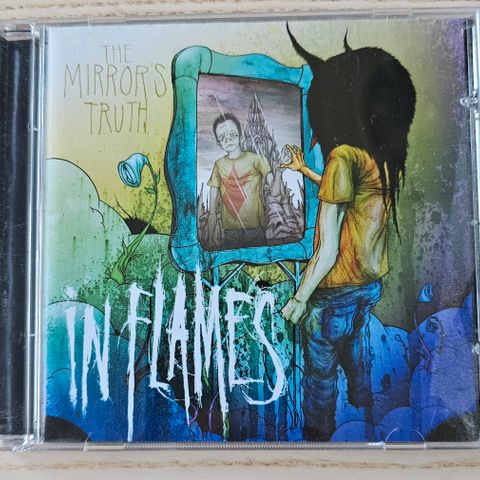 THE
MIRROR'S
TRUTH
IN FLAMES